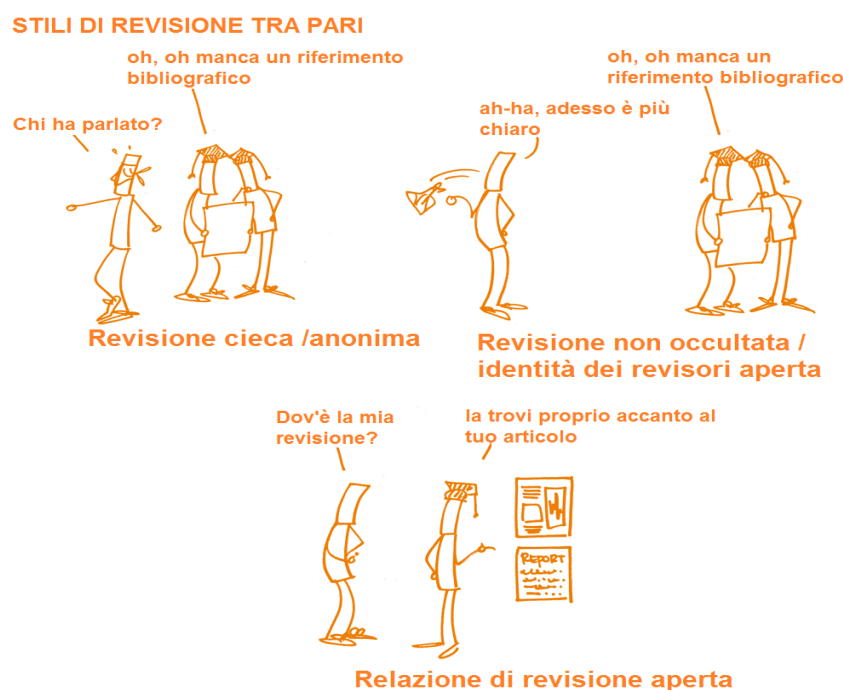 STILI DI REVISIONE TRA PARI
oh, oh manca un riferimento
bibliografico
Chi ha parlato?
Revisione cieca /anonima
oh, oh manca un
riferimento bibliografico
ah-ha, adesso è più
chiaro
Revisione non occultata /
identità dei revisori aperta
Dov'è la mia
revisione?
la trovi proprio accanto al
tuo articolo
REPORT
Relazione di revisione aperta